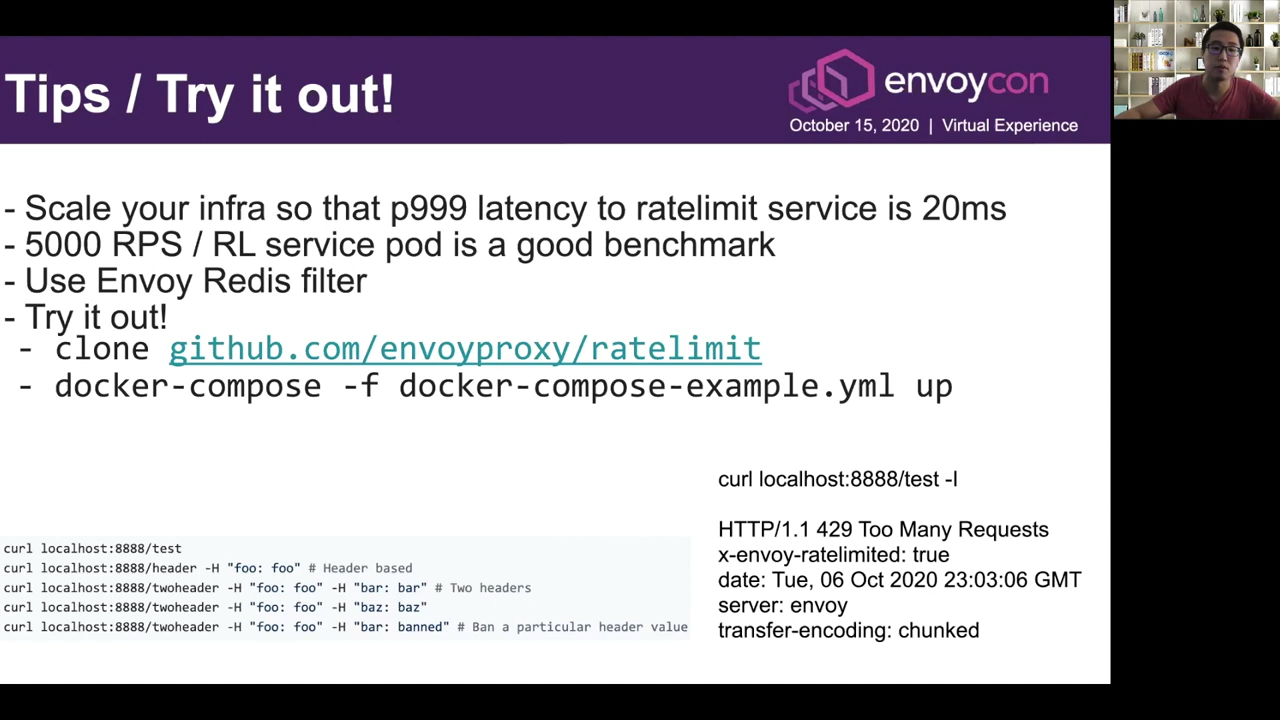 Tips / Try it out!
envoycon
October 15, 2020 | Virtual Experience
- Scale your infra so that p999 latency to ratelimit service is 20ms
- 5000 RPS / RL service pod is a good benchmark
- Use Envoy Redis filter
- Try it out!
- clone github.com/envoyproxy/ratelimit
- docker-compose -f docker-compose-example.yml up
curl localhost:8888/test
curl localhost:8888/header -H "foo: foo" # Header based
curl localhost:8888/twoheader -H "foo: foo" -H "bar: bar" # Two headers
curl localhost:8888/twoheader -H "foo: foo" -H "baz: baz"
curl localhost:8888/twoheader -H "foo: foo" -H "bar: banned" # Ban a particular header value
curl localhost:8888/test -I
HTTP/1.1 429 Too Many Requests
x-envoy-ratelimited: true
date: Tue, 06 Oct 2020 23:03:06 GMT
server: envoy
transfer-encoding: chunked